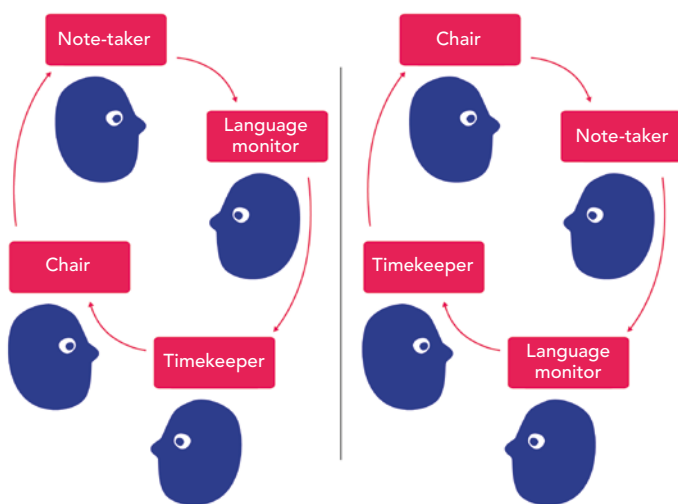 Note-taker
Language
monitor
Chair
Timekeeper
Chair
Note-taker
Timekeeper
Language
monitor